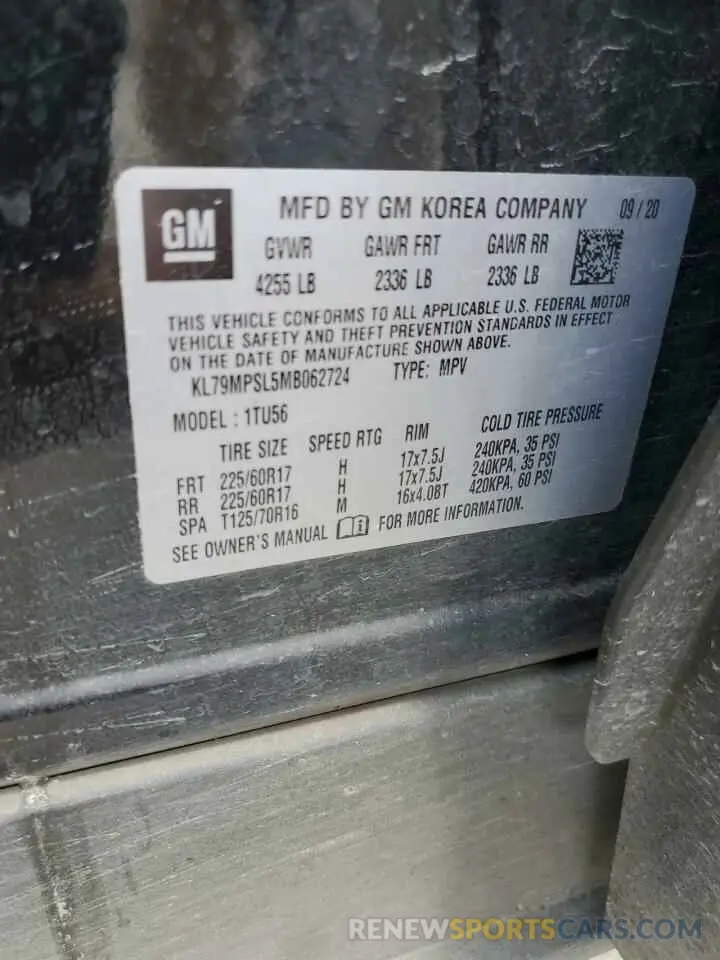 GM
MFD BY GM KOREA COMPANY 09 / 20
GVWR GAWR FRT GAWR RR
4255 LB 2336 LB 2336 LB
THIS VEHICLE CONFORMS TO ALL APPLICABLE U.S. FEDERAL MOTOR
VEHICLE SAFETY AND THEFT PREVENTION STANDARDS IN EFFECT
ON THE DATE OF MANUFACTURE SHOWN ABOVE.
KL79MPSL5MB062724 TYPE: MPV
MODEL : 1TU56
TIRE SIZE SPEED RTG RIM COLD TIRE PRESSURE
FRT 225/60R17 H 17x7.5J 240KPA, 35 PSI
RR 225/60R17 H 17x7.5J 240KPA, 35 PSI
SPA T125/70R16 M 16x4.0BT 420KPA, 60 PSI
SEE OWNER'S MANUAL FOR MORE INFORMATION.
RENEWSPORTSCARS.COM